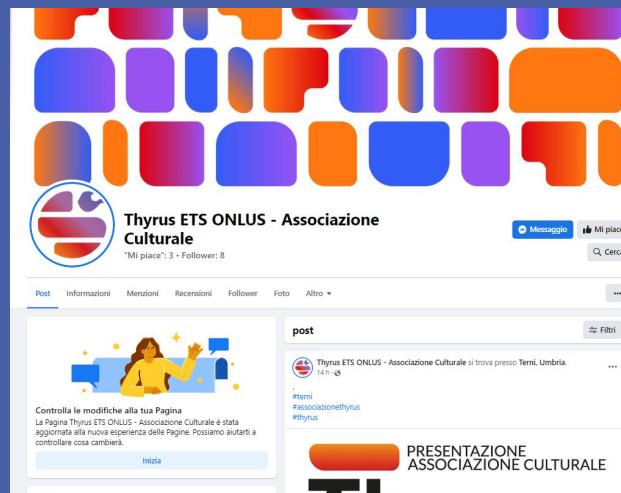 Thyrus ETS ONLUS - Associazione
Culturale
"Mi piace": 3 • Follower: 8
Messaggio
Mi piace
Cerca
Post
Informazioni
Menzioni
Recensioni
Follower
Foto
Altro
post
Filtri
Controlla le modifiche alla tua Pagina
La Pagina Thyrus ETS ONLUS - Associazione Culturale è stata
aggiornata alla nuova esperienza delle Pagine. Possiamo aiutarti a
controllare cosa cambierà.
Inizia
Thyrus ETS ONLUS - Associazione Culturale si trova presso Terni, Umbria.
14 h ·
.
#terni
#associazionethyrus
#thyrus
PRESENTAZIONE
ASSOCIAZIONE CULTURALE